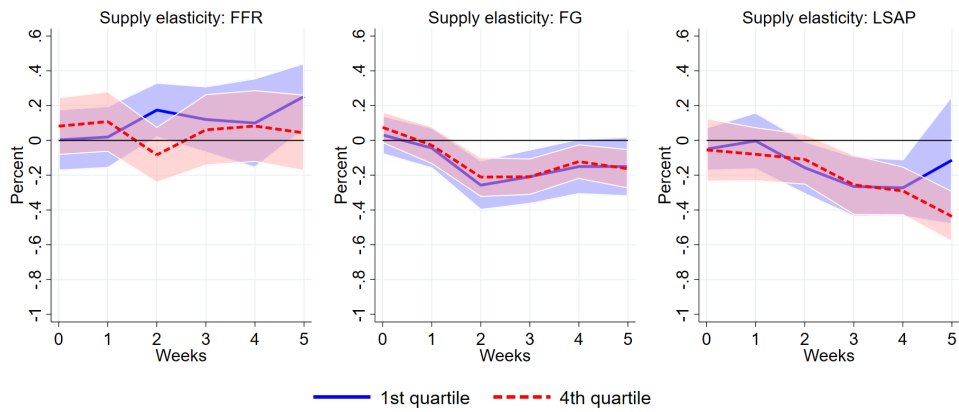 Supply elasticity: FFR
Percent
.6
.4
.2
0
-.2
-.4
-.6
-.8
-1
0 1 2 3 4 5
Weeks
Supply elasticity: FG
Percent
.6
.4
.2
0
-.2
-.4
-.6
-.8
-1
0 1 2 3 4 5
Weeks
Supply elasticity: LSAP
Percent
.6
.4
.2
0
-.2
-.4
-.6
-.8
-1
0 1 2 3 4 5
Weeks
1st quartile 4th quartile